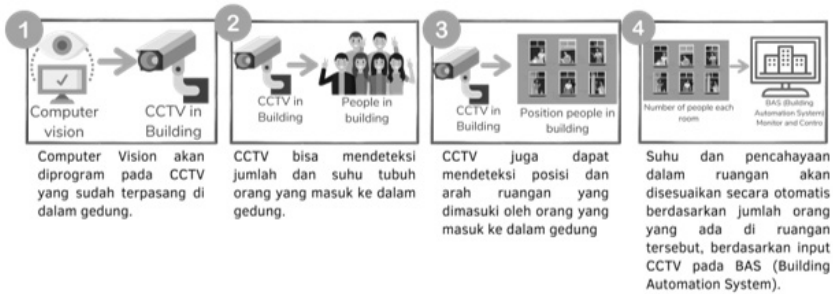 1
Computer
vision
CCTV in
Building
Computer Vision akan
diprogram pada CCTV
yang sudah terpasang di
dalam gedung.
2
CCTV in
Building
People in
building
CCTV bisa mendeteksi
jumlah dan suhu tubuh
orang yang masuk ke dalam
gedung.
3
CCTV in
Building
Position people in
building
CCTV juga dapat
mendeteksi posisi dan
arah ruangan yang
dimasuki oleh orang yang
masuk ke dalam gedung
4
Number of people each
room
BAS (Building
Automation System)
Monitor and Contro
Suhu dan pencahayaan
dalam ruangan akan
disesuaikan secara otomatis
berdasarkan jumlah orang
yang ada di ruangan
tersebut, berdasarkan input
CCTV pada BAS (Building
Automation System).